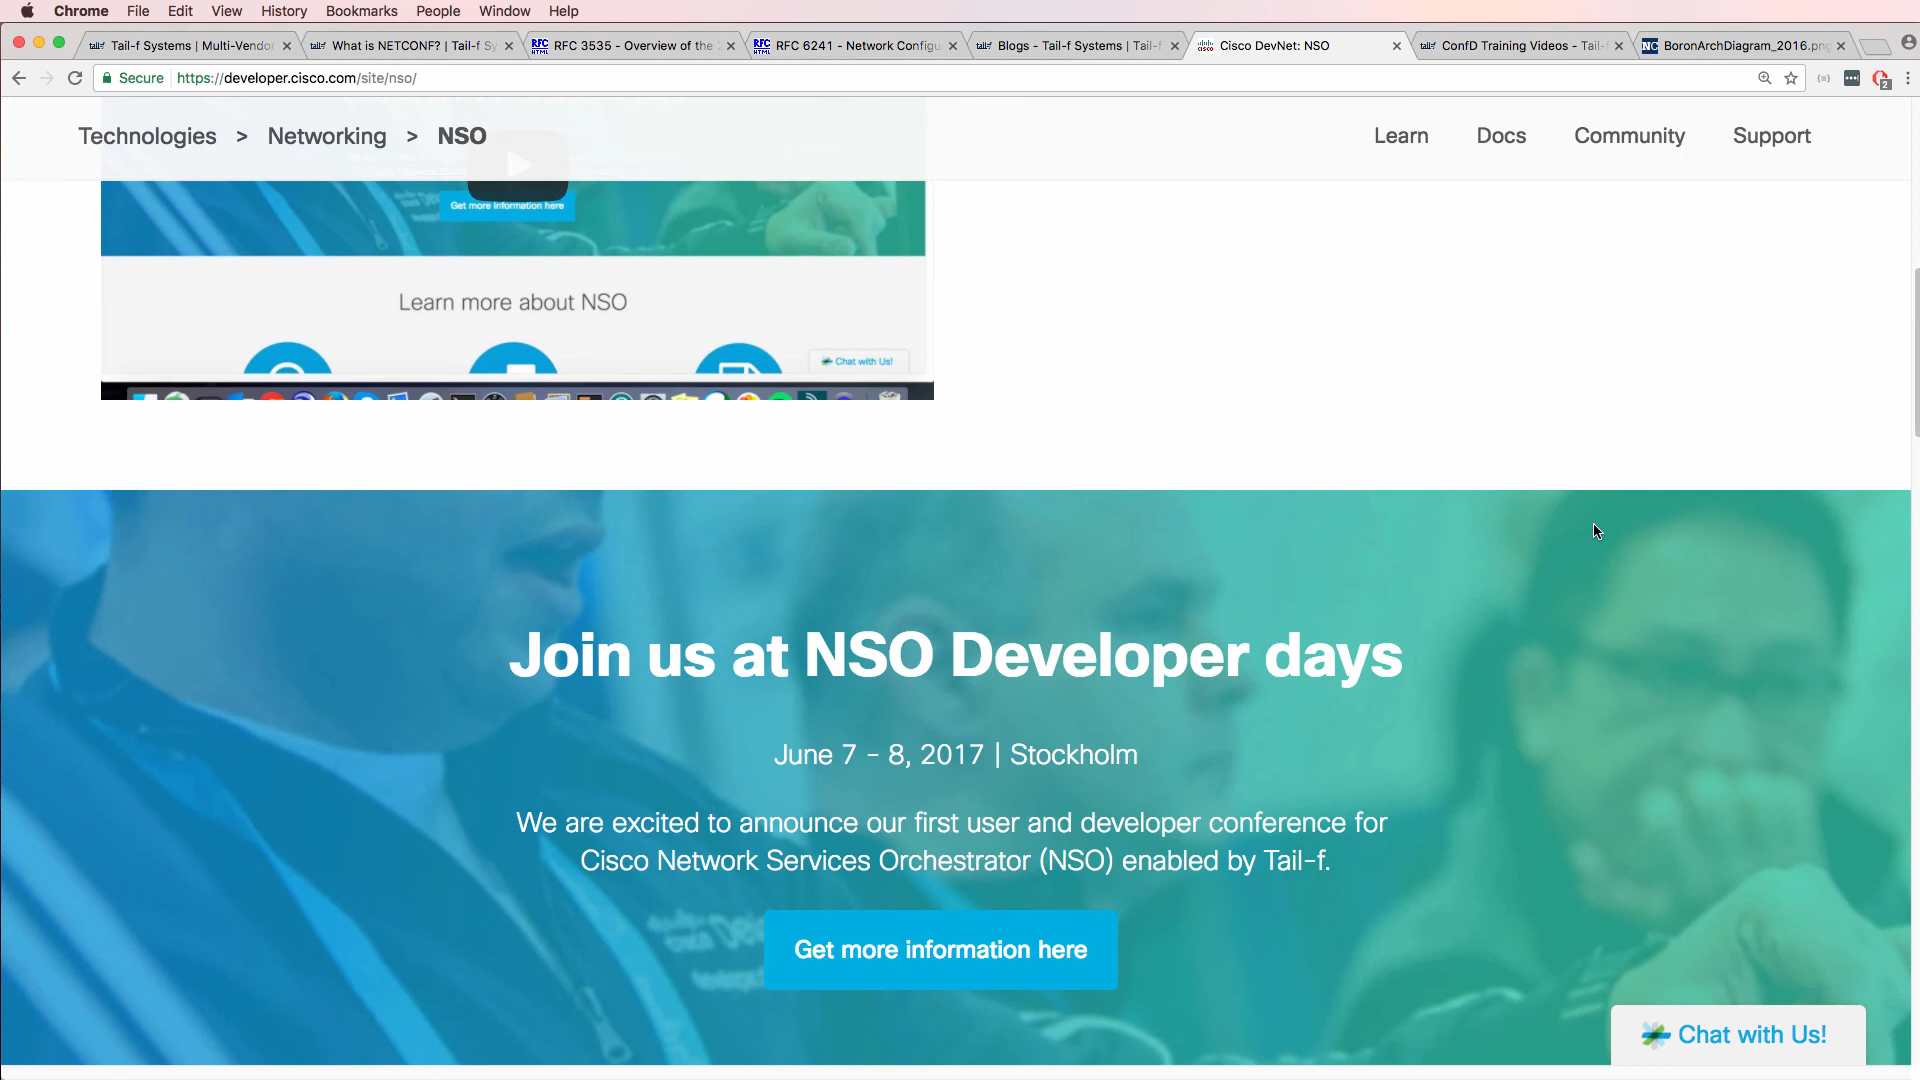 Chrome File Edit View History Bookmarks People Window Help
Tail-f Systems | Multi-Vendor
What is NETCONF? | Tail-f Sy
RFC 3535 - Overview of the 2
RFC 6241 - Network Configu
Blogs - Tail-f Systems | Tail-f
Cisco DevNet: NSO
ConfD Training Videos - Tail-
BoronArchDiagram_2016.png
Secure https://developer.cisco.com/site/nso/
Technologies > Networking > NSO
Learn Docs Community Support
Get more information here
Learn more about NSO
Chat with Us!
Join us at NSO Developer days
June 7 - 8, 2017 | Stockholm
We are excited to announce our first user and developer conference for
Cisco Network Services Orchestrator (NSO) enabled by Tail-f.
Get more information here
Chat with Us!